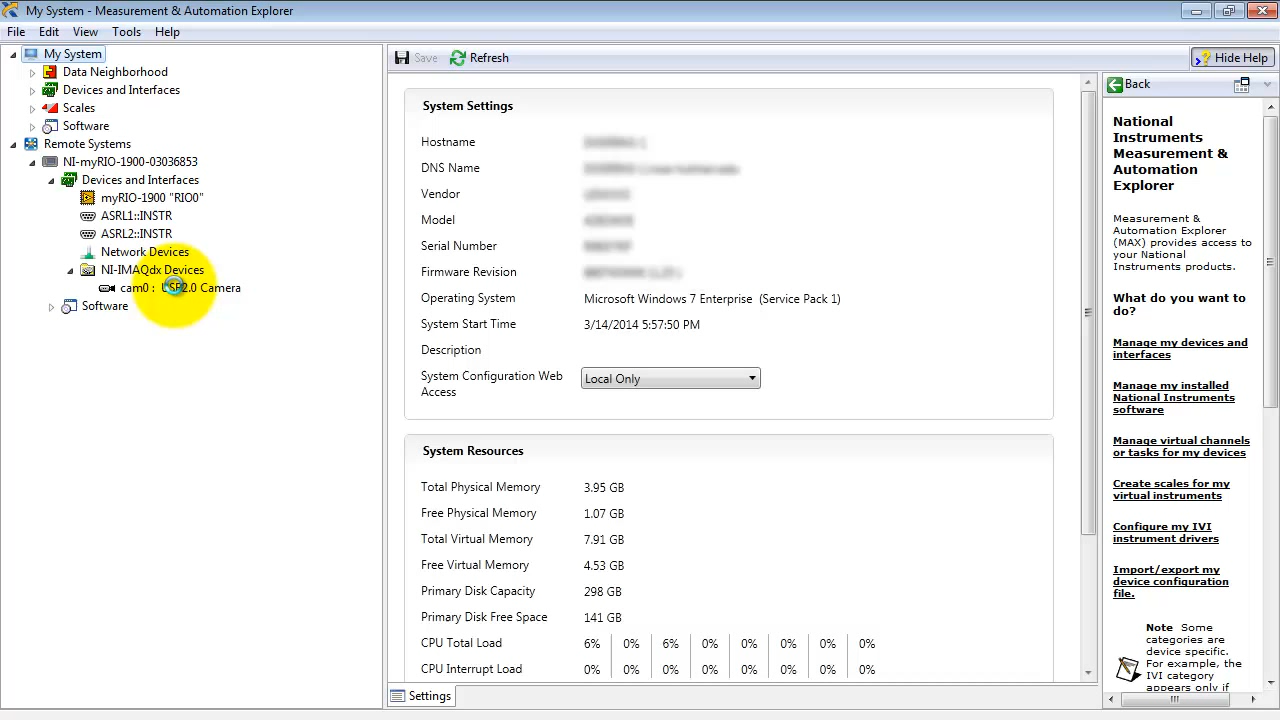 My System - Measurement & Automation Explorer
File Edit View Tools Help
My System
Data Neighborhood
Devices and Interfaces
Scales
Software
Remote Systems
NI-myRIO-1900-03036853
Devices and Interfaces
myRIO-1900 "RIO0"
ASRL1::INSTR
ASRL2::INSTR
Network Devices
NI-IMAQdx Devices
cam0 : USB2.0 Camera
Software
Save Refresh Hide Help
System Settings
Hostname
DNS Name
Vendor
Model
Serial Number
Firmware Revision
Operating System Microsoft Windows 7 Enterprise (Service Pack 1)
System Start Time 3/14/2014 5:57:50 PM
Description
System Configuration Web
Access
Local Only
System Resources
Total Physical Memory 3.95 GB
Free Physical Memory 1.07 GB
Total Virtual Memory 7.91 GB
Free Virtual Memory 4.53 GB
Primary Disk Capacity 298 GB
Primary Disk Free Space 141 GB
CPU Total Load 6% 0% 6% 0% 0% 0% 0% 0%
CPU Interrupt Load 0% 0% 0% 0% 0% 0% 0% 0%
Settings
Back
National
Instruments
Measurement &
Automation
Explorer
Measurement &
Automation Explorer
(MAX) provides access to
your National
Instruments products.
What do you want to
do?
Manage my devices and
interfaces
Manage my installed
National Instruments
software
Manage virtual channels
or tasks for my devices
Create scales for my
virtual instruments
Configure my IVI
instrument drivers
Import/export my
device configuration
file.
Note Some
categories are
device specific.
For example, the
IVI category
appears only if